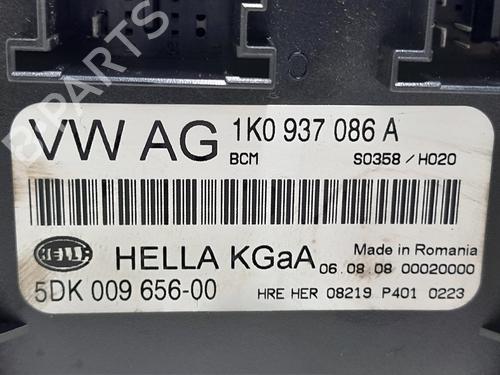 VW AG 1K0 937 086 A
BCM S0358 / H020
HELLA HELLA KGaA Made in Romania
06.08.08 00020000
5DK 009 656-00 HRE HER 08219 P401 0223